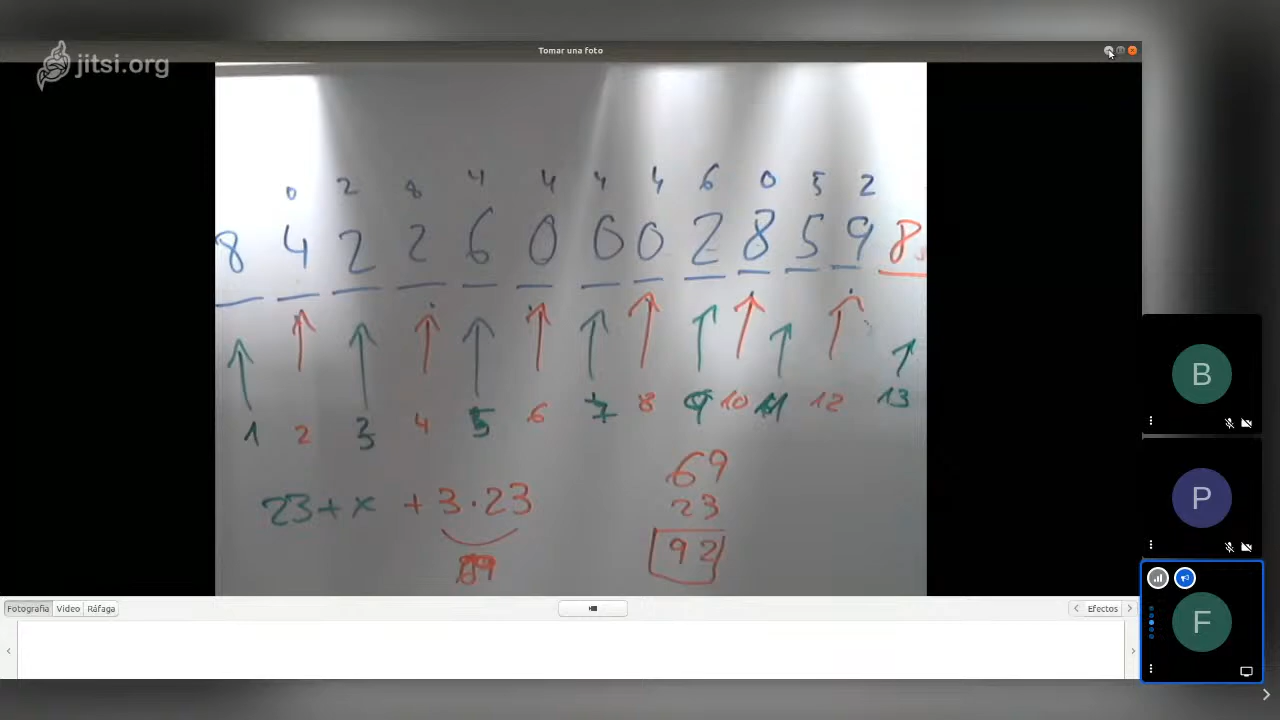 Tomar una foto
jitsi.org
0 2 8 4 4 4 4 6 0 5 2
8 4 2 2 6 0 0 0 2 8 5 9 8
1 2 3 4 5 6 7 8 9 10 11 12 13
23+x +3·23
69
23
92
B
P
F
Fotografía Vídeo Ráfaga
Efectos